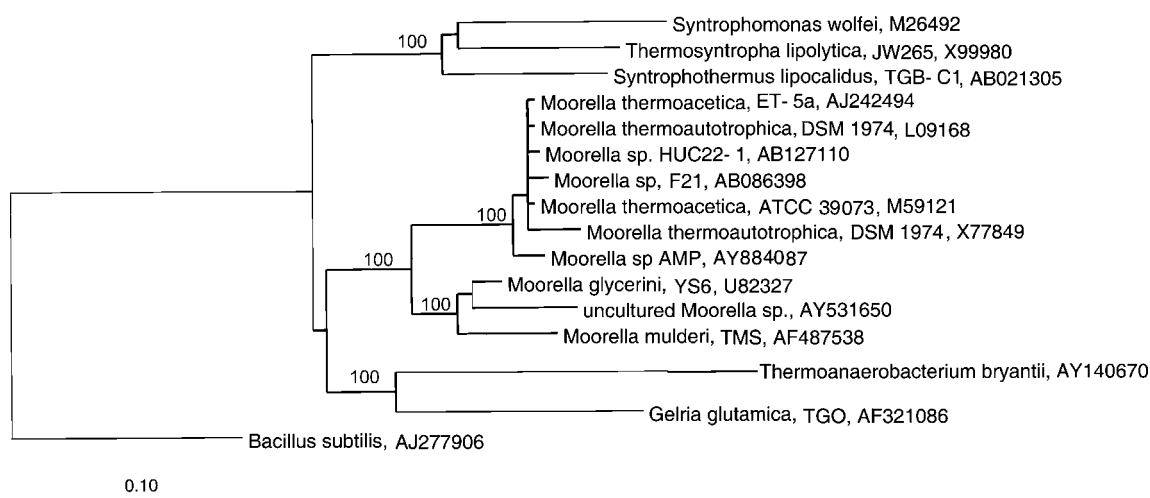 100
Syntrophomonas wolfei, M26492
Thermosyntropha lipolytica, JW265, X99980
Syntrophothermus lipocalidus, TGB- C1, AB021305
Moorella thermoacetica, ET- 5a, AJ242494
Moorella thermoautotrophica, DSM 1974, L09168
Moorella sp. HUC22- 1, AB127110
Moorella sp, F21, AB086398
Moorella thermoacetica, ATCC 39073, M59121
100
Moorella thermoautotrophica, DSM 1974, X77849
Moorella sp AMP, AY884087
100
Moorella glycerini, YS6, U82327
100
uncultured Moorella sp., AY531650
Moorella mulderi, TMS, AF487538
Thermoanaerobacterium bryantii, AY140670
100
Gelria glutamica, TGO, AF321086
Bacillus subtilis, AJ277906
0.10